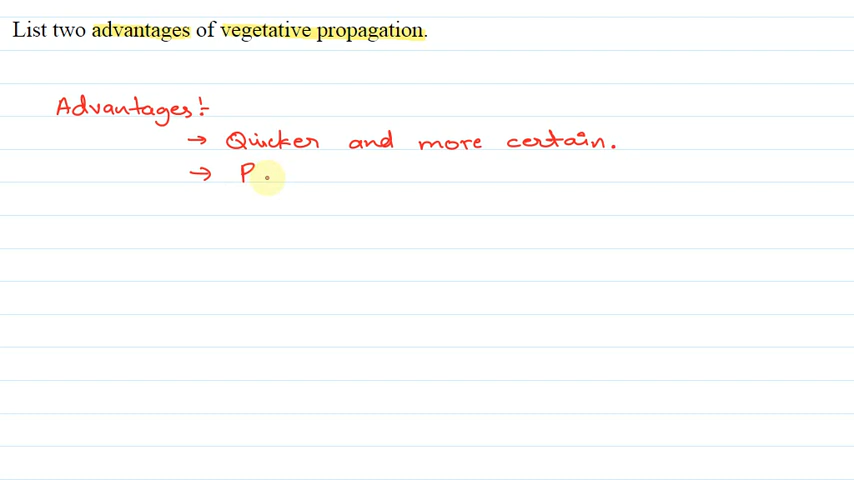 List two advantages of vegetative propagation.
Advantages :-
→ Quicker and more certain.
→ P